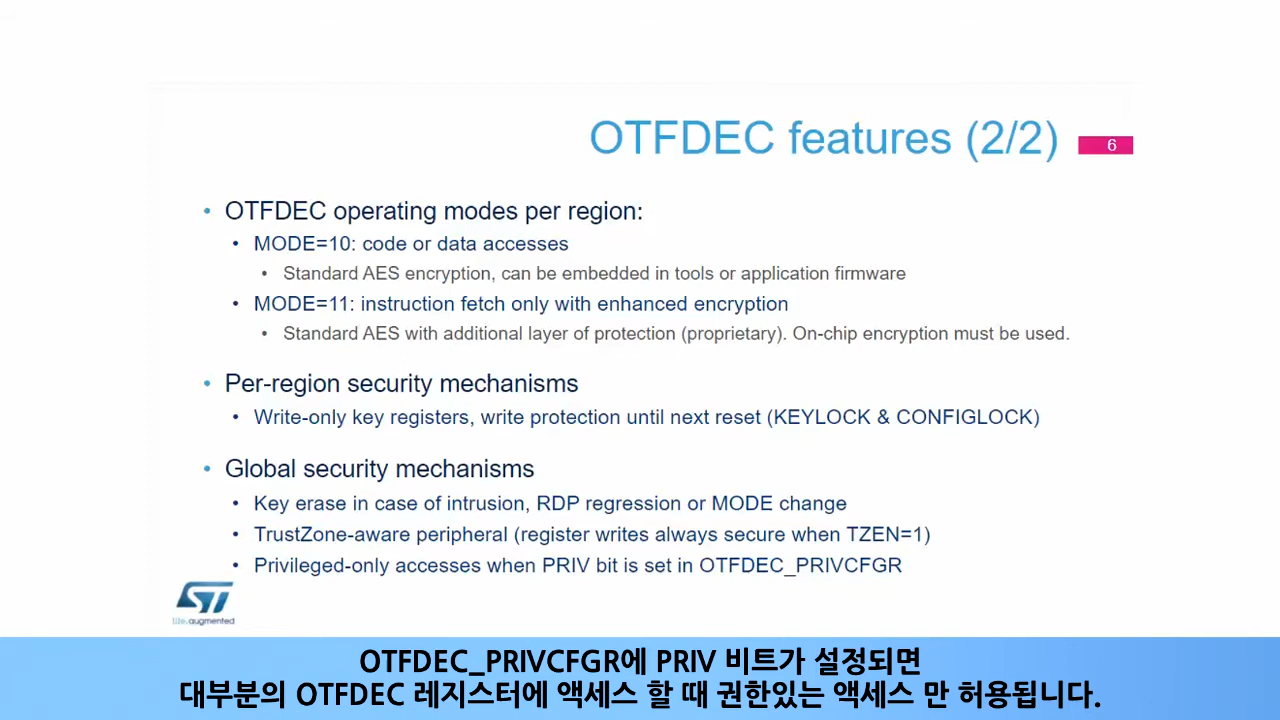 OTFDEC features (2/2)
6
• OTFDEC operating modes per region:
• MODE=10: code or data accesses
• Standard AES encryption, can be embedded in tools or application firmware
• MODE=11: instruction fetch only with enhanced encryption
• Standard AES with additional layer of protection (proprietary). On-chip encryption must be used.
• Per-region security mechanisms
• Write-only key registers, write protection until next reset (KEYLOCK & CONFIGLOCK)
• Global security mechanisms
• Key erase in case of intrusion, RDP regression or MODE change
• TrustZone-aware peripheral (register writes always secure when TZEN=1)
• Privileged-only accesses when PRIV bit is set in OTFDEC_PRIVCFGR
ST
life.augmented
OTFDEC_PRIVCFGR에 PRIV 비트가 설정되면
대부분의 OTFDEC 레지스터에 액세스 할 때 권한있는 액세스 만 허용됩니다.